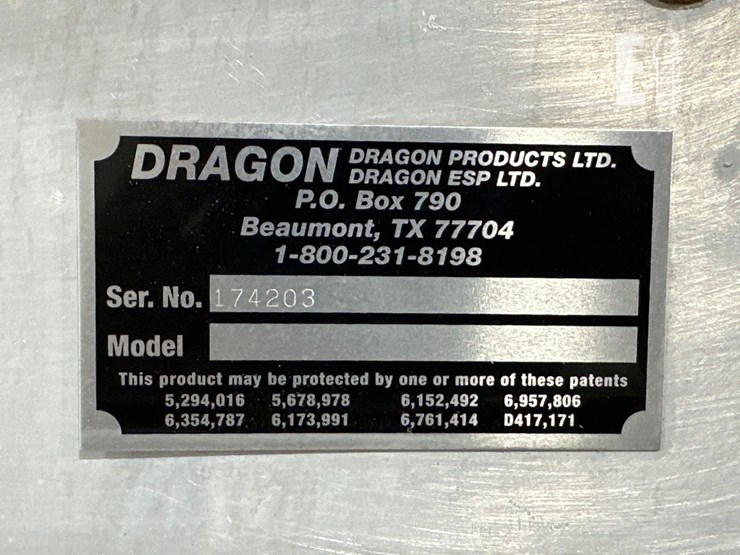 DRAGON DRAGON PRODUCTS LTD.
DRAGON ESP LTD.
P.O. Box 790
Beaumont, TX 77704
1-800-231-8198
Ser. No. 174203
Model
This product may be protected by one or more of these patents
5,294,016 5,678,978 6,152,492 6,957,806
6,354,787 6,173,991 6,761,414 D417,171